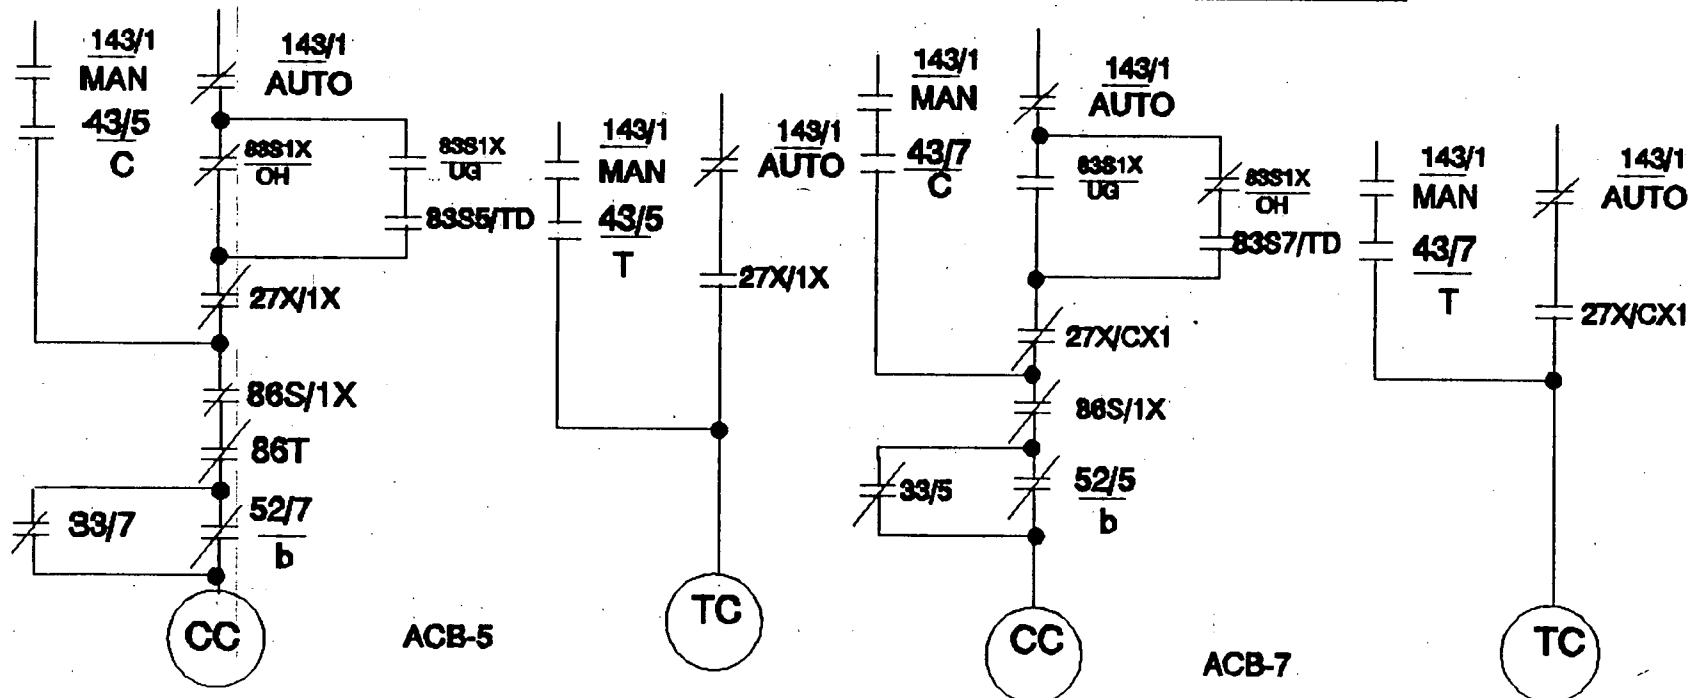 143/1
MAN
43/5
C
143/1
AUTO
83S1X
OH
83S1X
UG
83S5/TD
27X/1X
86S/1X
86T
33/7
52/7
b
CC
ACB-5
143/1
MAN
43/5
T
143/1
AUTO
27X/1X
TC
143/1
MAN
43/7
C
143/1
AUTO
83S1X
UG
83S1X
OH
83S7/TD
27X/CX1
86S/1X
33/5
52/5
b
CC
ACB-7
143/1
MAN
43/7
T
143/1
AUTO
27X/CX1
TC